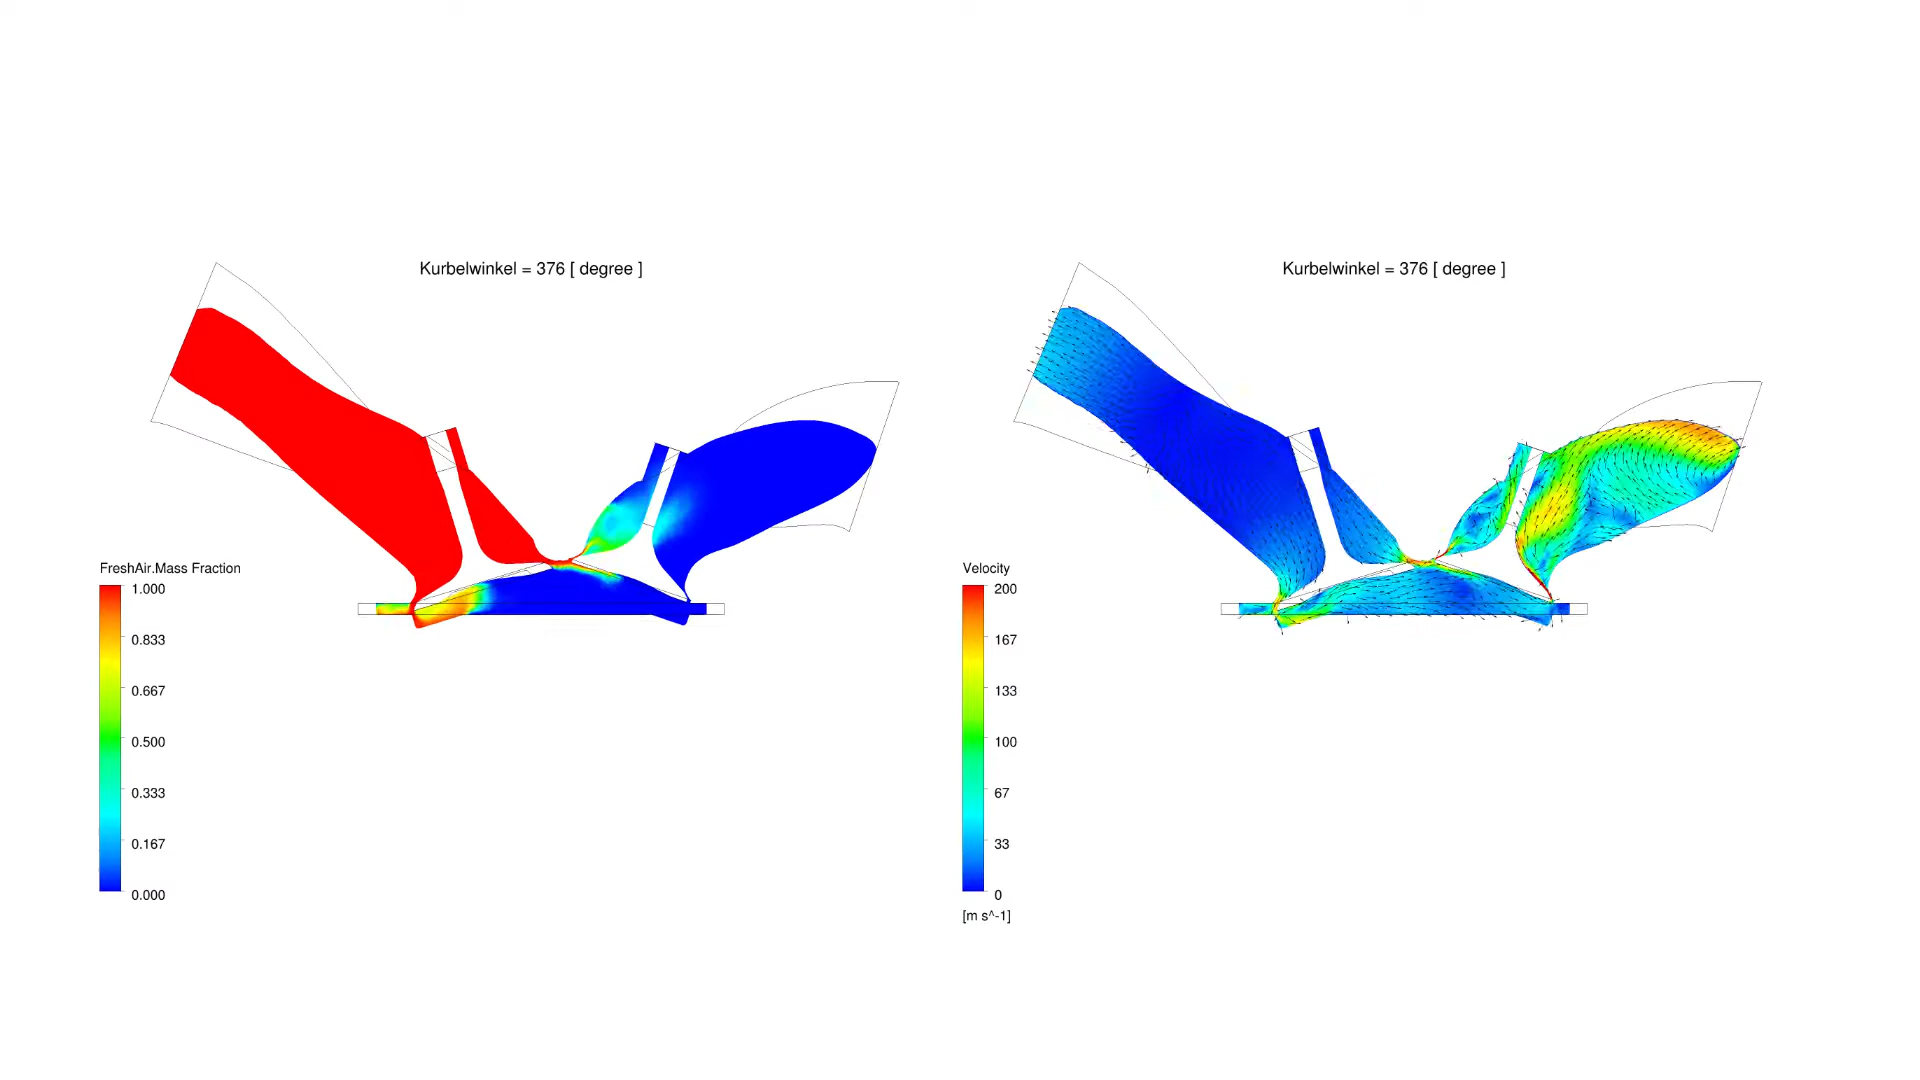 Kurbelwinkel = 376 [ degree ]
FreshAir.Mass Fraction
1.000
0.833
0.667
0.500
0.333
0.167
0.000
Kurbelwinkel = 376 [ degree ]
Velocity
200
167
133
100
67
33
0
[m s^-1]